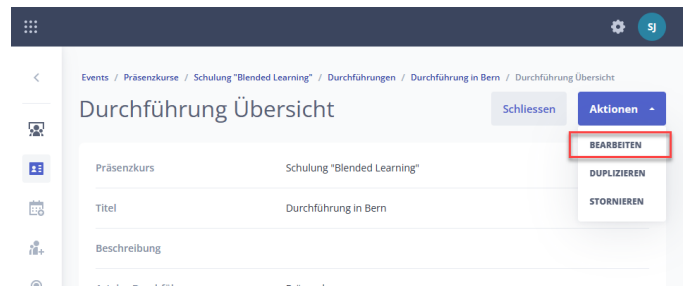 SJ
Events / Präsenzkurse / Schulung "Blended Learning" / Durchführungen / Durchführung in Bern / Durchführung Übersicht
Durchführung Übersicht
Schliessen
Aktionen
BEARBEITEN
DUPLIZIEREN
STORNIEREN
Präsenzkurs
Schulung "Blended Learning"
Titel
Durchführung in Bern
Beschreibung